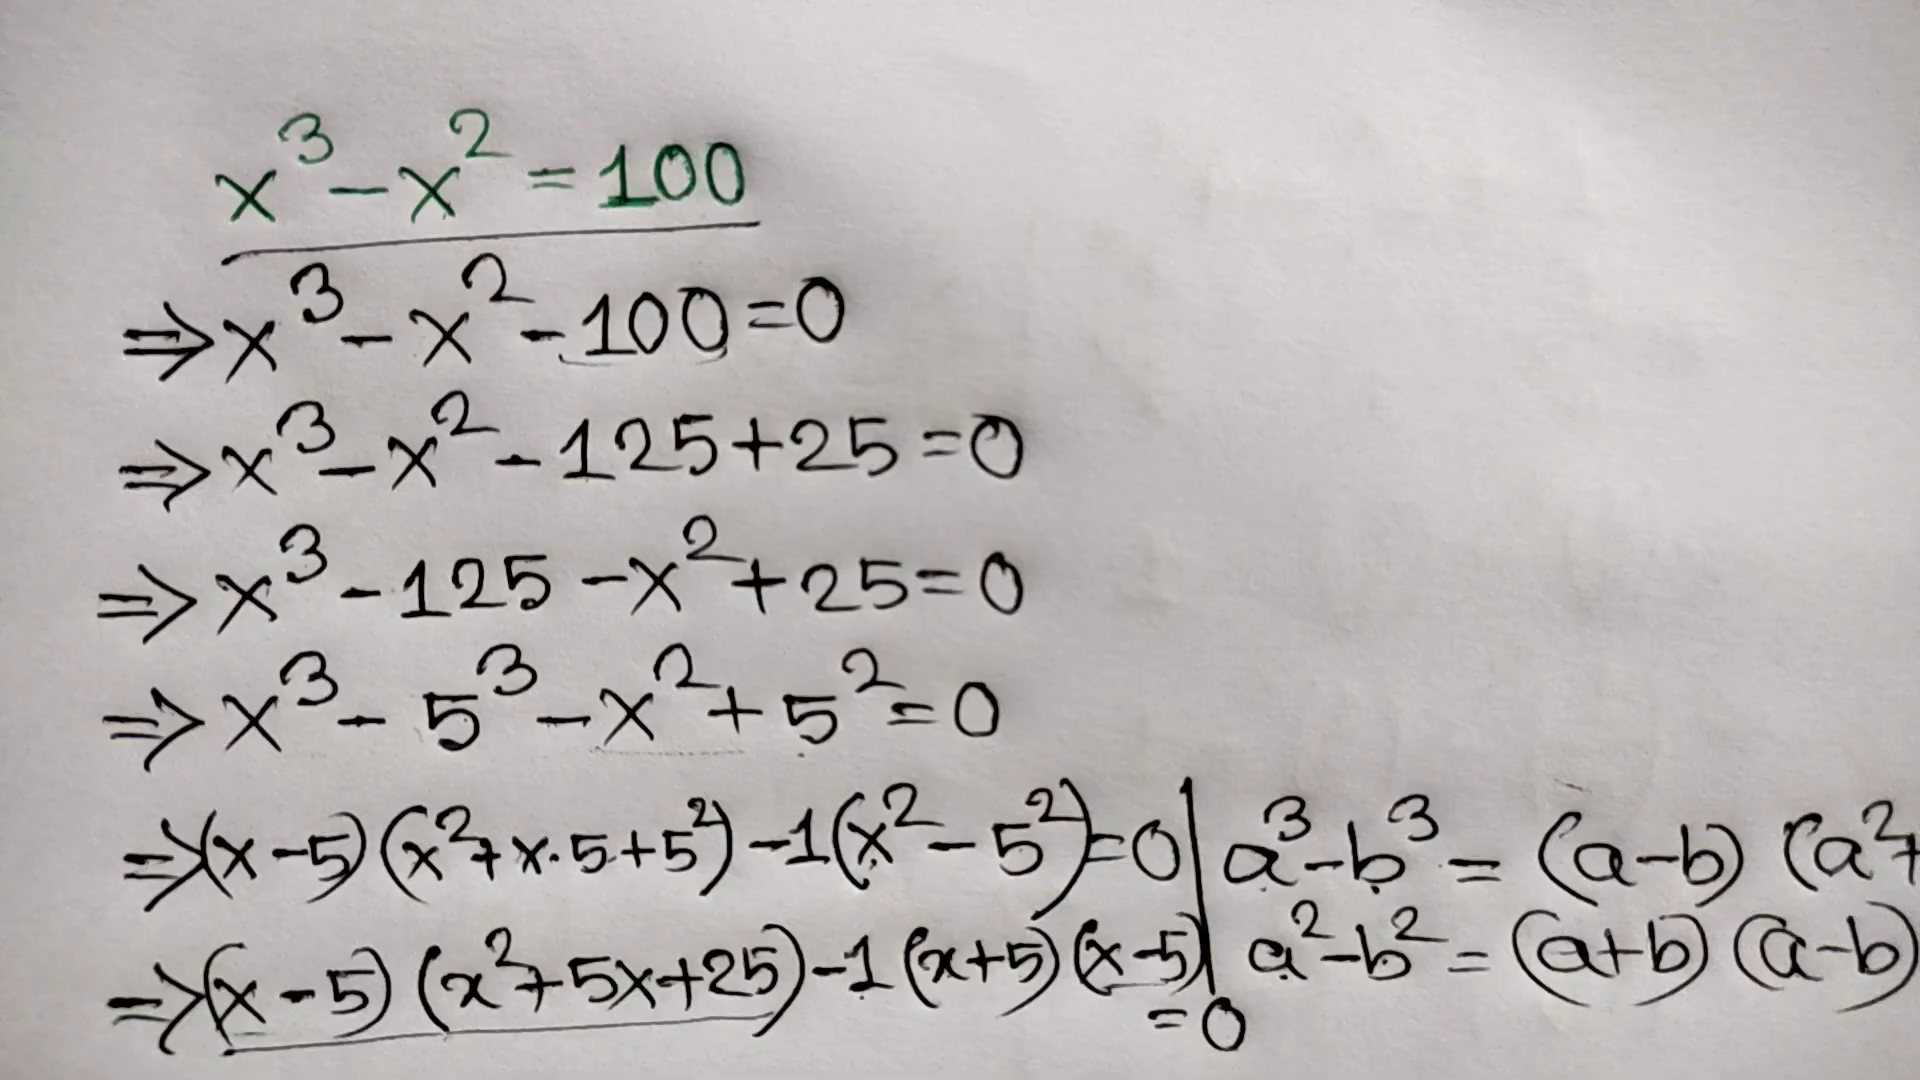 x³ - x² = 100
⇒ x³ - x² - 100 = 0
⇒ x³ - x² - 125 + 25 = 0
⇒ x³ - 125 - x² + 25 = 0
⇒ x³ - 5³ - x² + 5² = 0
⇒ (x - 5) (x² + x · 5 + 5²) - 1 (x² - 5²) = 0 | a³ - b³ = (a - b) (a² +
⇒ (x - 5) (x² + 5x + 25) - 1 (x + 5) (x - 5) | a² - b² = (a + b) (a - b)
= 0